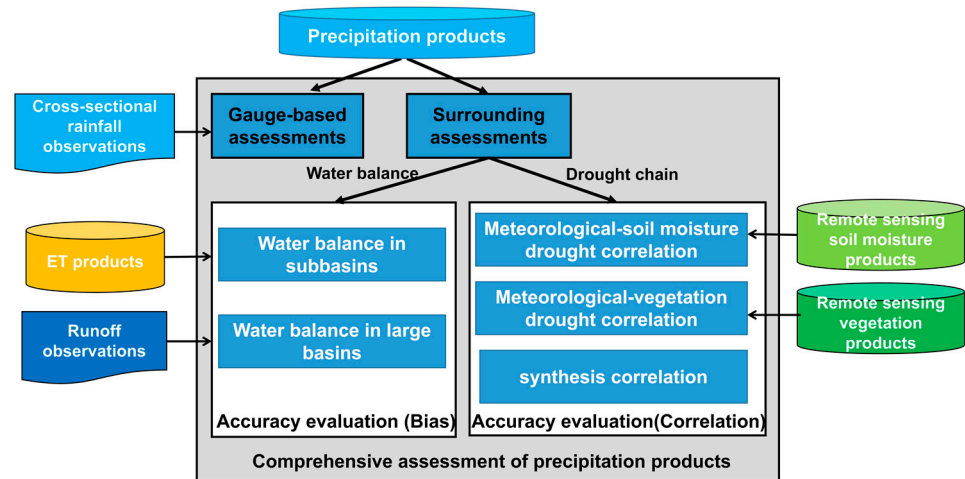 Precipitation products
Cross-sectional
rainfall
observations
Gauge-based
assessments
Surrounding
assessments
Water balance
Drought chain
ET products
Runoff
observations
Water balance in
subbasins
Water balance in large
basins
Accuracy evaluation (Bias)
Meteorological-soil moisture
drought correlation
Meteorological-vegetation
drought correlation
synthesis correlation
Accuracy evaluation(Correlation)
Remote sensing
soil moisture
products
Remote sensing
vegetation
products
Comprehensive assessment of precipitation products